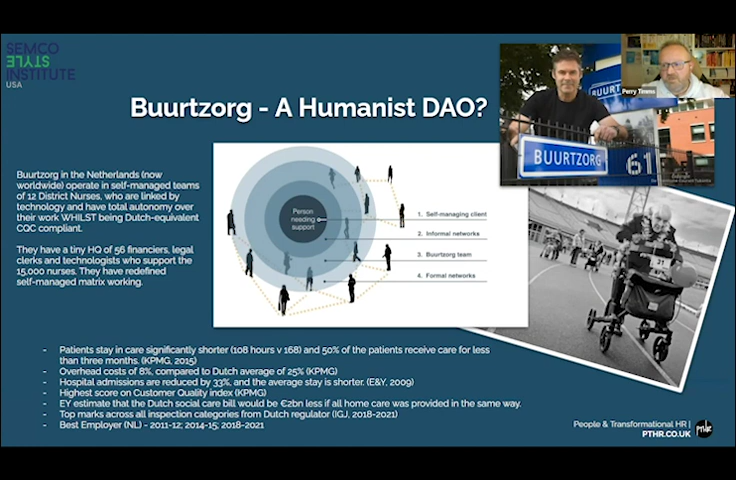 SEMCO
STYLE
INSTITUTE
USA
Buurtzorg - A Humanist DAO?
BUURT
Perry Timms
BUURTZORG
61
Buurtzorg in the Netherlands (now
worldwide) operate in self-managed teams
of 12 District Nurses, who are linked by
technology and have total autonomy over
their work WHILST being Dutch-equivalent
CQC compliant.
They have a tiny HQ of 56 financiers, legal
clerks and technologists who support the
15,000 nurses. They have redefined
self-managed matrix working.
Person
needing
support
1. Self-managing client
2. Informal networks
3. Buurtzorg team
4. Formal networks
21
- Patients stay in care significantly shorter (108 hours v 168) and 50% of the patients receive care for less
than three months. (KPMG, 2015)
- Overhead costs of 8%, compared to Dutch average of 25% (KPMG)
- Hospital admissions are reduced by 33%, and the average stay is shorter. (E&Y, 2009)
- Highest score on Customer Quality index (KPMG)
- EY estimate that the Dutch social care bill would be €2bn less if all home care was provided in the same way.
- Top marks across all inspection categories from Dutch regulator (IGJ, 2018-2021)
- Best Employer (NL) - 2011-12; 2014-15; 2018-2021
People & Transformational HR |
PTHR.CO.UK